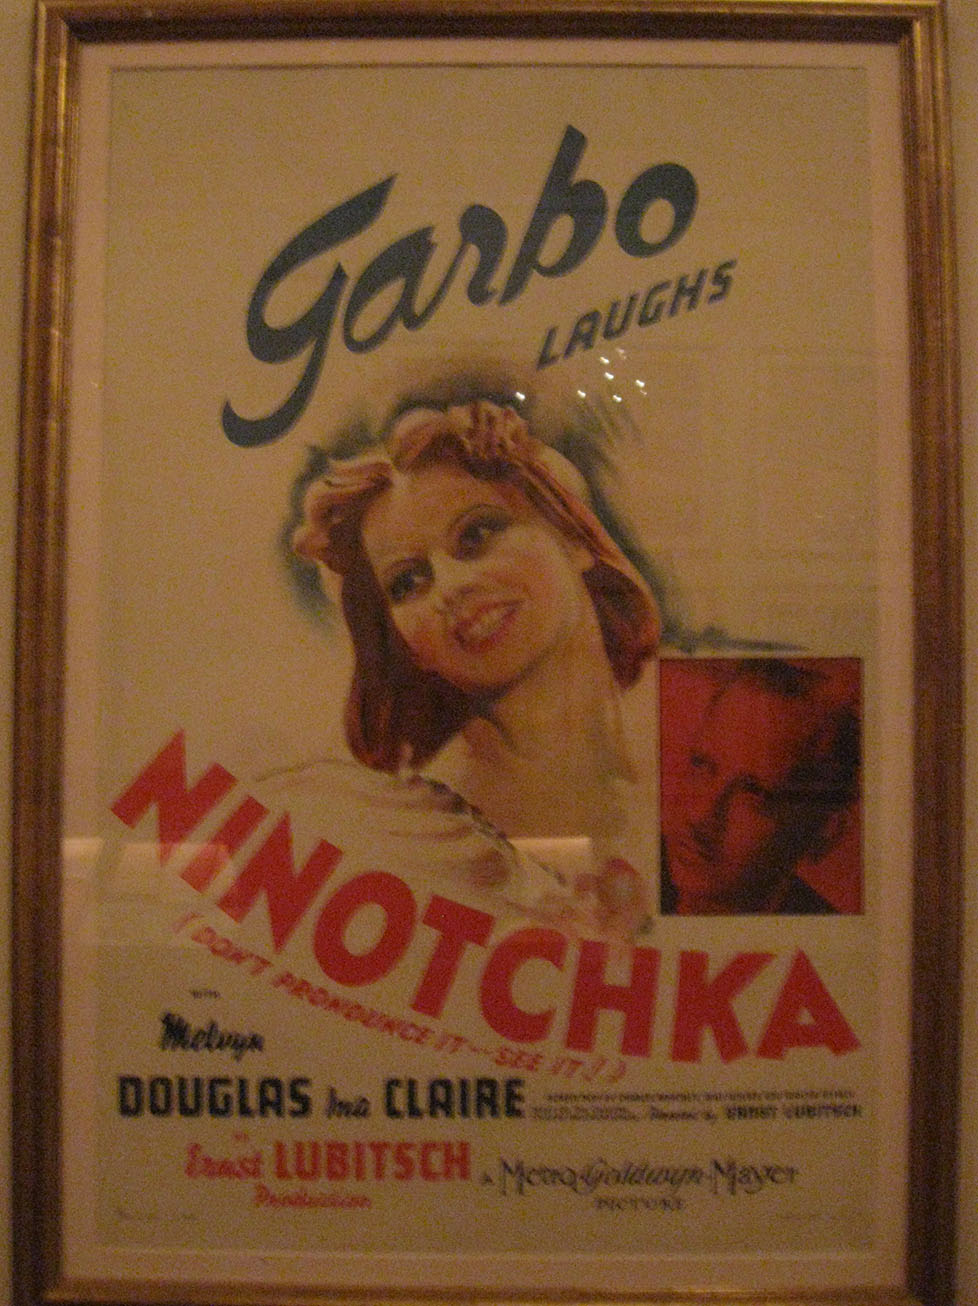 Garbo
LAUGHS
NINOTCHKA
(DON'T PRONOUNCE IT--SEE IT!)
WITH
Melvyn
DOUGLAS Ina CLAIRE
Directed by ERNST LUBITSCH
Ernst LUBITSCH
Production
A Metro-Goldwyn-Mayer
PICTURE